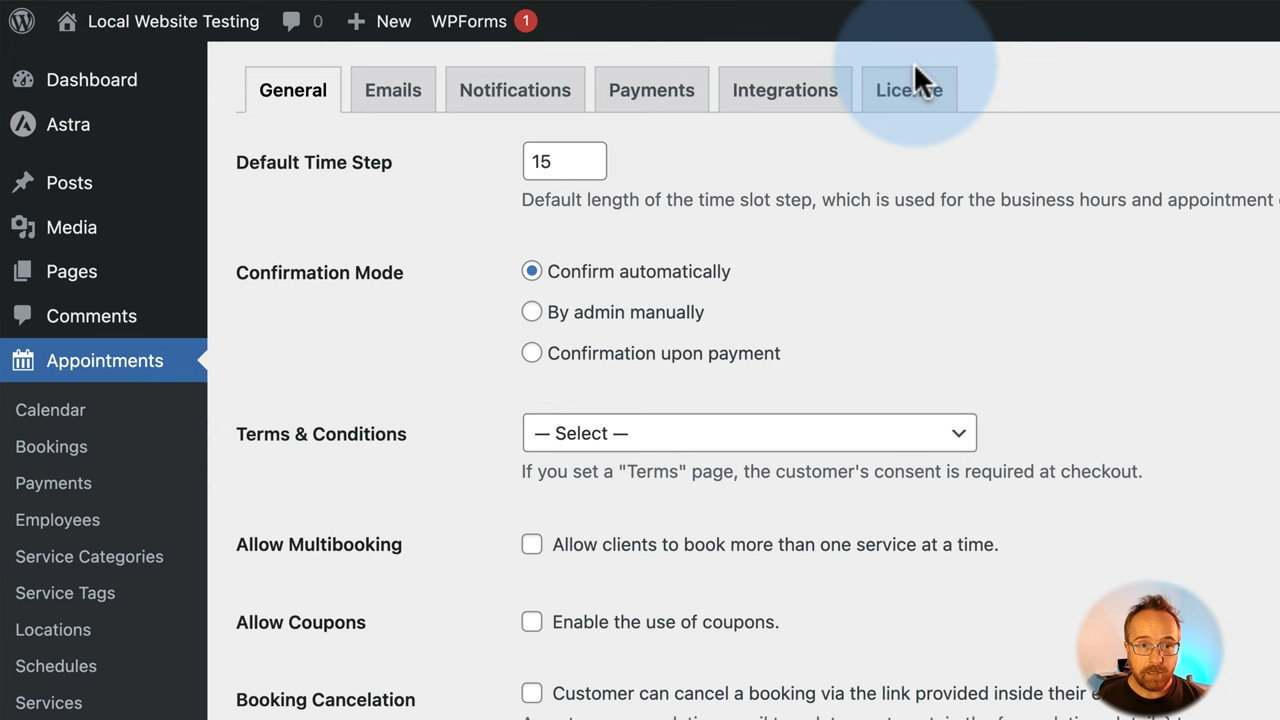 Local Website Testing 0 New WPForms 1
Dashboard
Astra
Posts
Media
Pages
Comments
Appointments
Calendar
Bookings
Payments
Employees
Service Categories
Service Tags
Locations
Schedules
Services
General Emails Notifications Payments Integrations License
Default Time Step 15
Default length of the time slot step, which is used for the business hours and appointment
Confirmation Mode Confirm automatically
By admin manually
Confirmation upon payment
Terms & Conditions — Select —
If you set a "Terms" page, the customer's consent is required at checkout.
Allow Multibooking Allow clients to book more than one service at a time.
Allow Coupons Enable the use of coupons.
Booking Cancelation Customer can cancel a booking via the link provided inside their